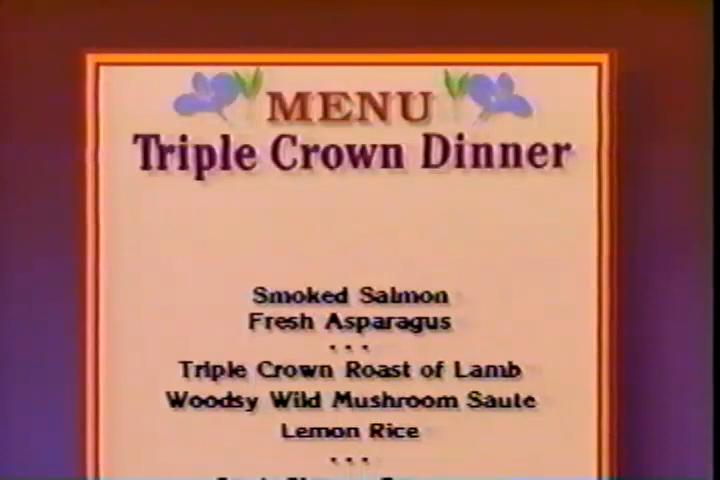 MENU
Triple Crown Dinner
Smoked Salmon
Fresh Asparagus
...
Triple Crown Roast of Lamb
Woodsy Wild Mushroom Saute
Lemon Rice
...